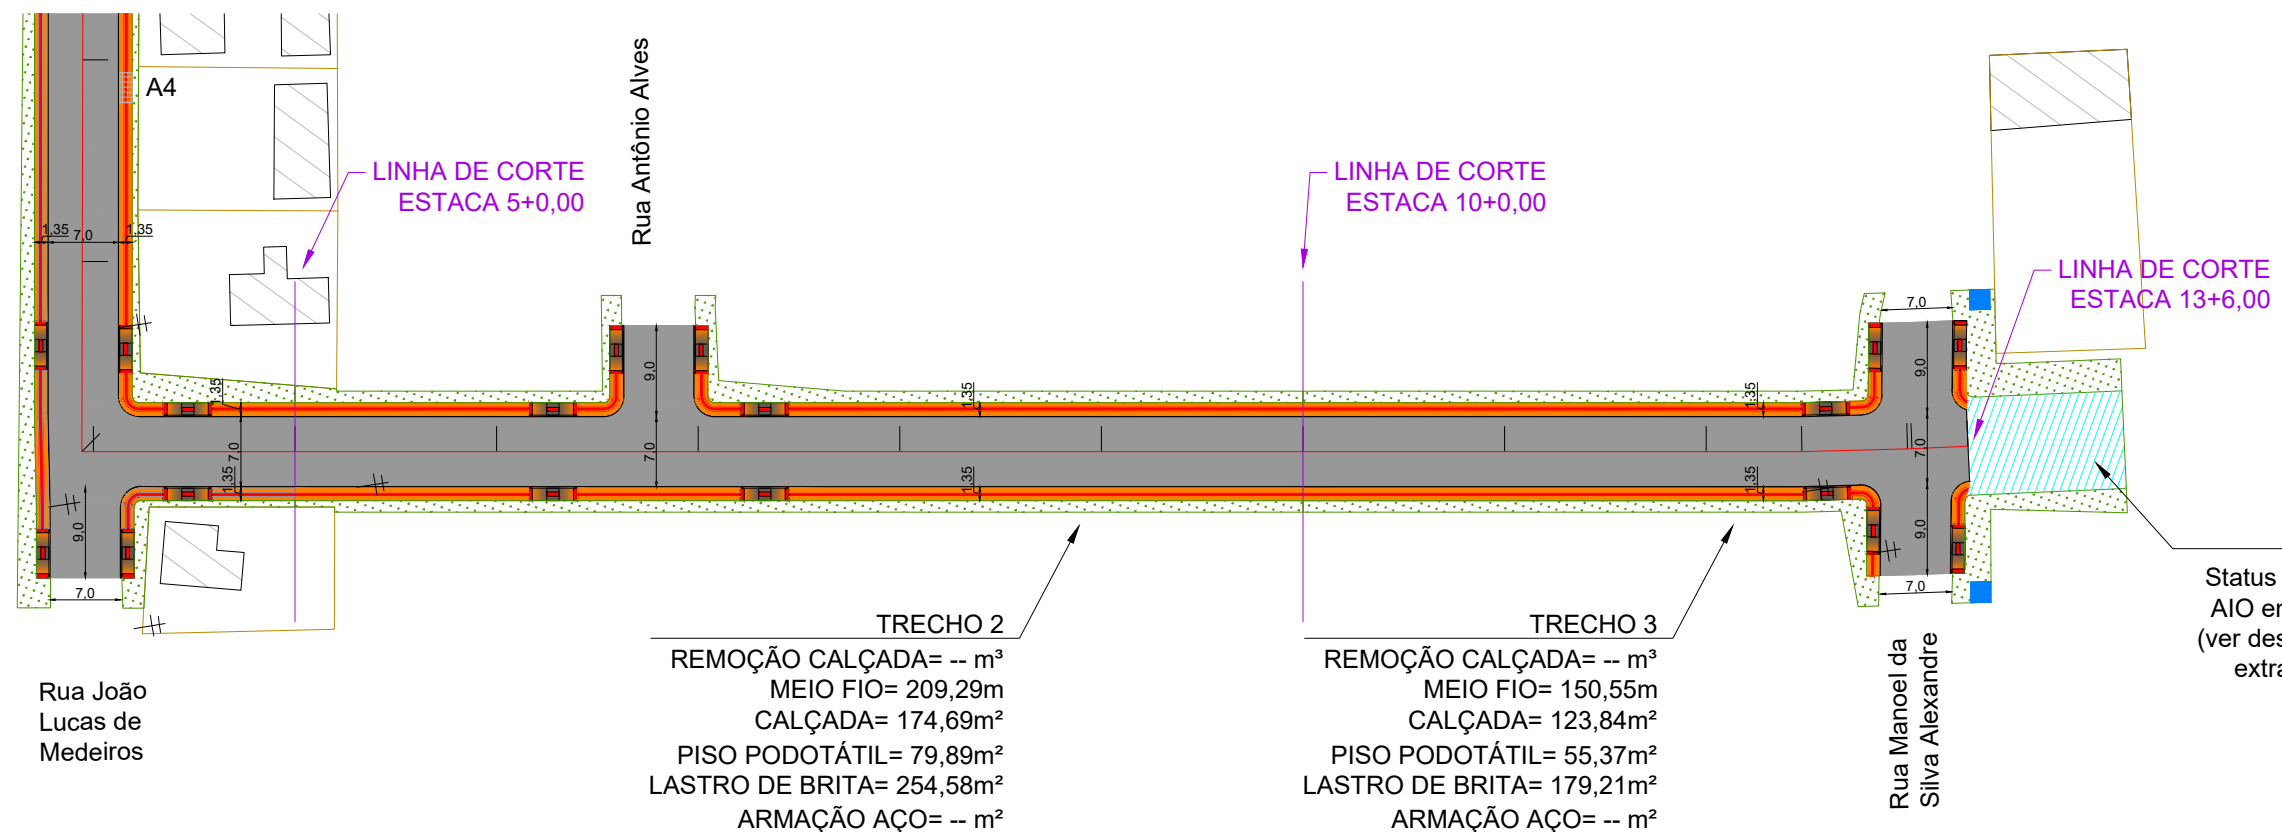 A4
Rua Antônio Alves
LINHA DE CORTE
ESTACA 5+0,00
LINHA DE CORTE
ESTACA 10+0,00
LINHA DE CORTE
ESTACA 13+6,00
1,35
7,0
1,35
1,35
7,0
1,35
9,0
7,0
9,0
7,0
1,35
1,35
1,35
1,35
7,0
9,0
7,0
9,0
7,0
TRECHO 2
REMOÇÃO CALÇADA= -- m³
MEIO FIO= 209,29m
CALÇADA= 174,69m²
PISO PODOTÁTIL= 79,89m²
LASTRO DE BRITA= 254,58m²
ARMAÇÃO AÇO= -- m²
TRECHO 3
REMOÇÃO CALÇADA= -- m³
MEIO FIO= 150,55m
CALÇADA= 123,84m²
PISO PODOTÁTIL= 55,37m²
LASTRO DE BRITA= 179,21m²
ARMAÇÃO AÇO= -- m²
Rua João
Lucas de
Medeiros
Rua Manoel da
Silva Alexandre
Status
AIO
(ver